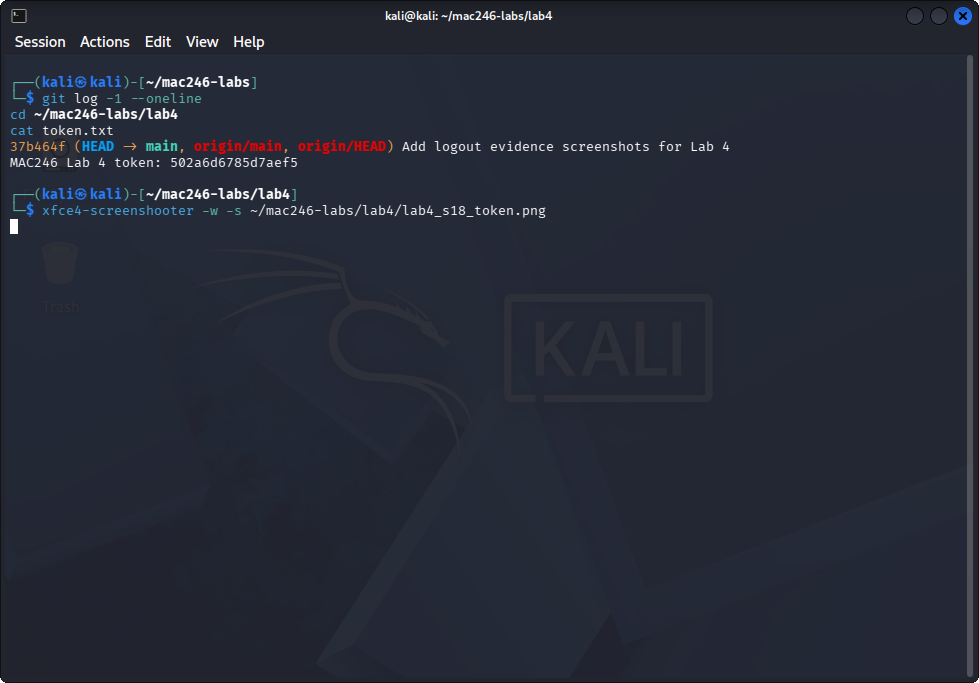 kali@kali: ~/mac246-labs/lab4
Session Actions Edit View Help
┌──(kali㉿kali)-[~/mac246-labs]
└─$ git log -1 --oneline
cd ~/mac246-labs/lab4
cat token.txt
37b464f (HEAD → main, origin/main, origin/HEAD) Add logout evidence screenshots for Lab 4
MAC246 Lab 4 token: 502a6d6785d7aef5
┌──(kali㉿kali)-[~/mac246-labs/lab4]
└─$ xfce4-screenshooter -w -s ~/mac246-labs/lab4/lab4_s18_token.png
Trash
KALI